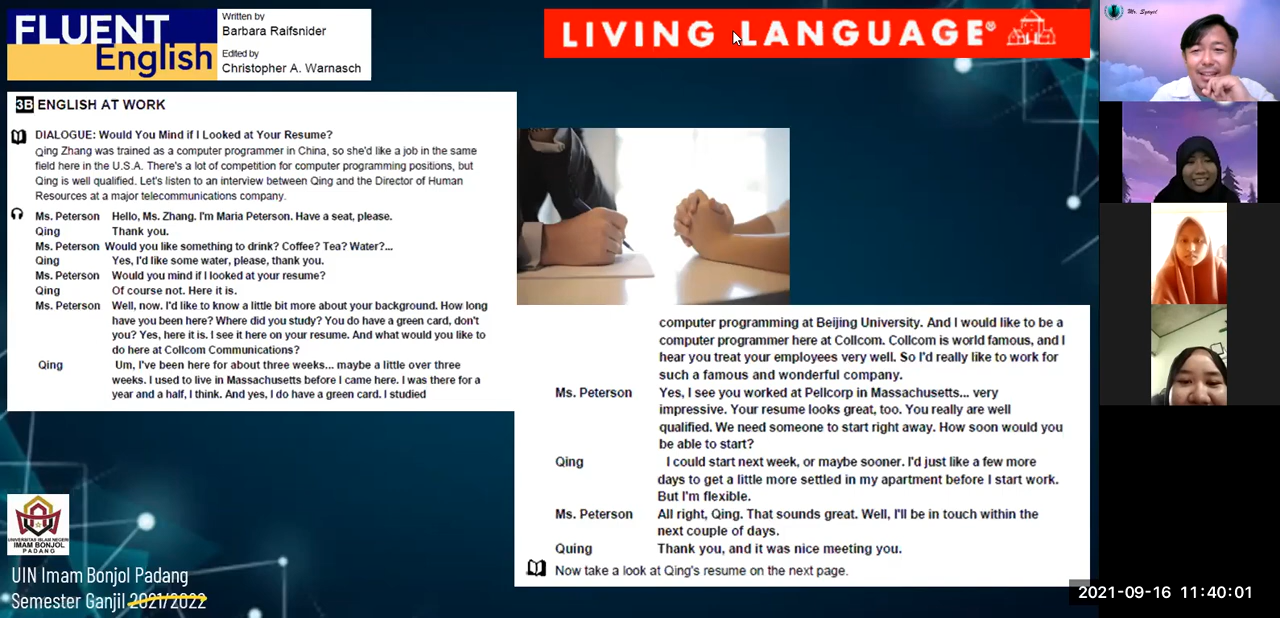 FLUENT
English
Written by
Barbara Raifsnider
Edited by
Christopher A. Warnasch
LIVING LANGUAGE®
3B ENGLISH AT WORK
DIALOGUE: Would You Mind if I Looked at Your Resume?
Qing Zhang was trained as a computer programmer in China, so she'd like a job in the same
field here in the U.S.A. There's a lot of competition for computer programming positions, but
Qing is well qualified. Let's listen to an interview between Qing and the Director of Human
Resources at a major telecommunications company.
Ms. Peterson Hello, Ms. Zhang. I'm Maria Peterson. Have a seat, please.
Qing Thank you.
Ms. Peterson Would you like something to drink? Coffee? Tea? Water?...
Qing Yes, I'd like some water, please, thank you.
Ms. Peterson Would you mind if I looked at your resume?
Qing Of course not. Here it is.
Ms. Peterson Well, now. I'd like to know a little bit more about your background. How long
have you been here? Where did you study? You do have a green card, don't
you? Yes, here it is. I see it here on your resume. And what would you like to
do here at Collcom Communications?
Qing Um, I've been here for about three weeks... maybe a little over three
weeks. I used to live in Massachusetts before I came here. I was there for a
year and a half, I think. And yes, I do have a green card. I studied
computer programming at Beijing University. And I would like to be a
computer programmer here at Collcom. Collcom is world famous, and I
hear you treat your employees very well. So I'd really like to work for
such a famous and wonderful company.
Ms. Peterson Yes, I see you worked at Pellcorp in Massachusetts... very
impressive. Your resume looks great, too. You really are well
qualified. We need someone to start right away. How soon would you
be able to start?
Qing I could start next week, or maybe sooner. I'd just like a few more
days to get a little more settled in my apartment before I start work.
But I'm flexible.
Ms. Peterson All right, Qing. That sounds great. Well, I'll be in touch within the
next couple of days.
Quing Thank you, and it was nice meeting you.
Now take a look at Qing's resume on the next page.
UNIVERSITAS ISLAM NEGERI
IMAM BONJOL
PADANG
UIN Imam Bonjol Padang
Semester Ganjil 2021/2022
Mr. Syayid
2021-09-16 11:40:01